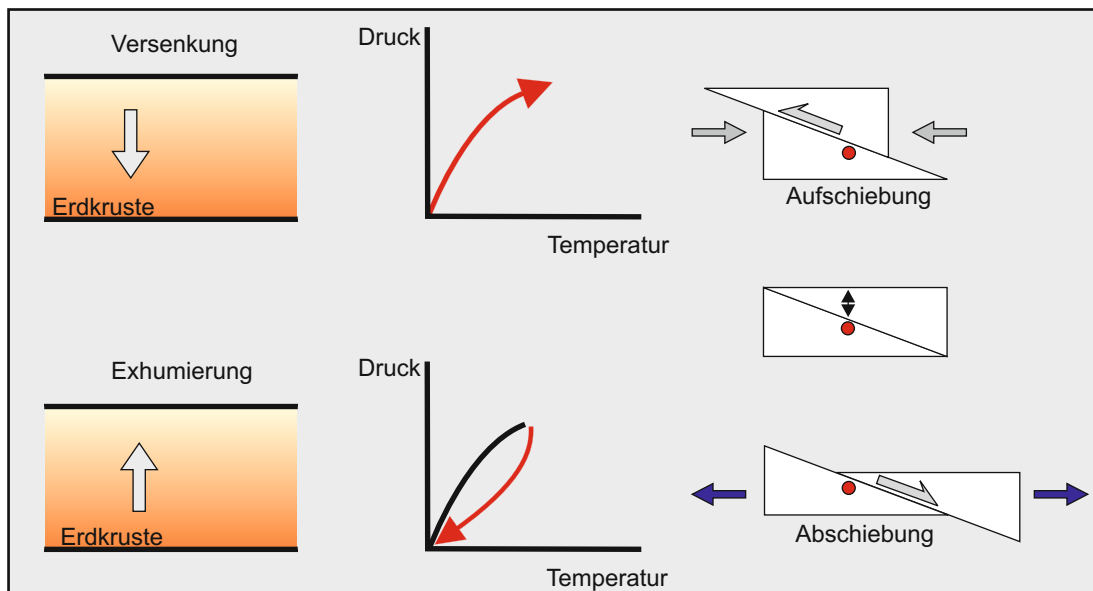 Versenkung
Erdkruste
Druck
Temperatur
Aufschiebung
Exhumierung
Erdkruste
Druck
Temperatur
Abschiebung